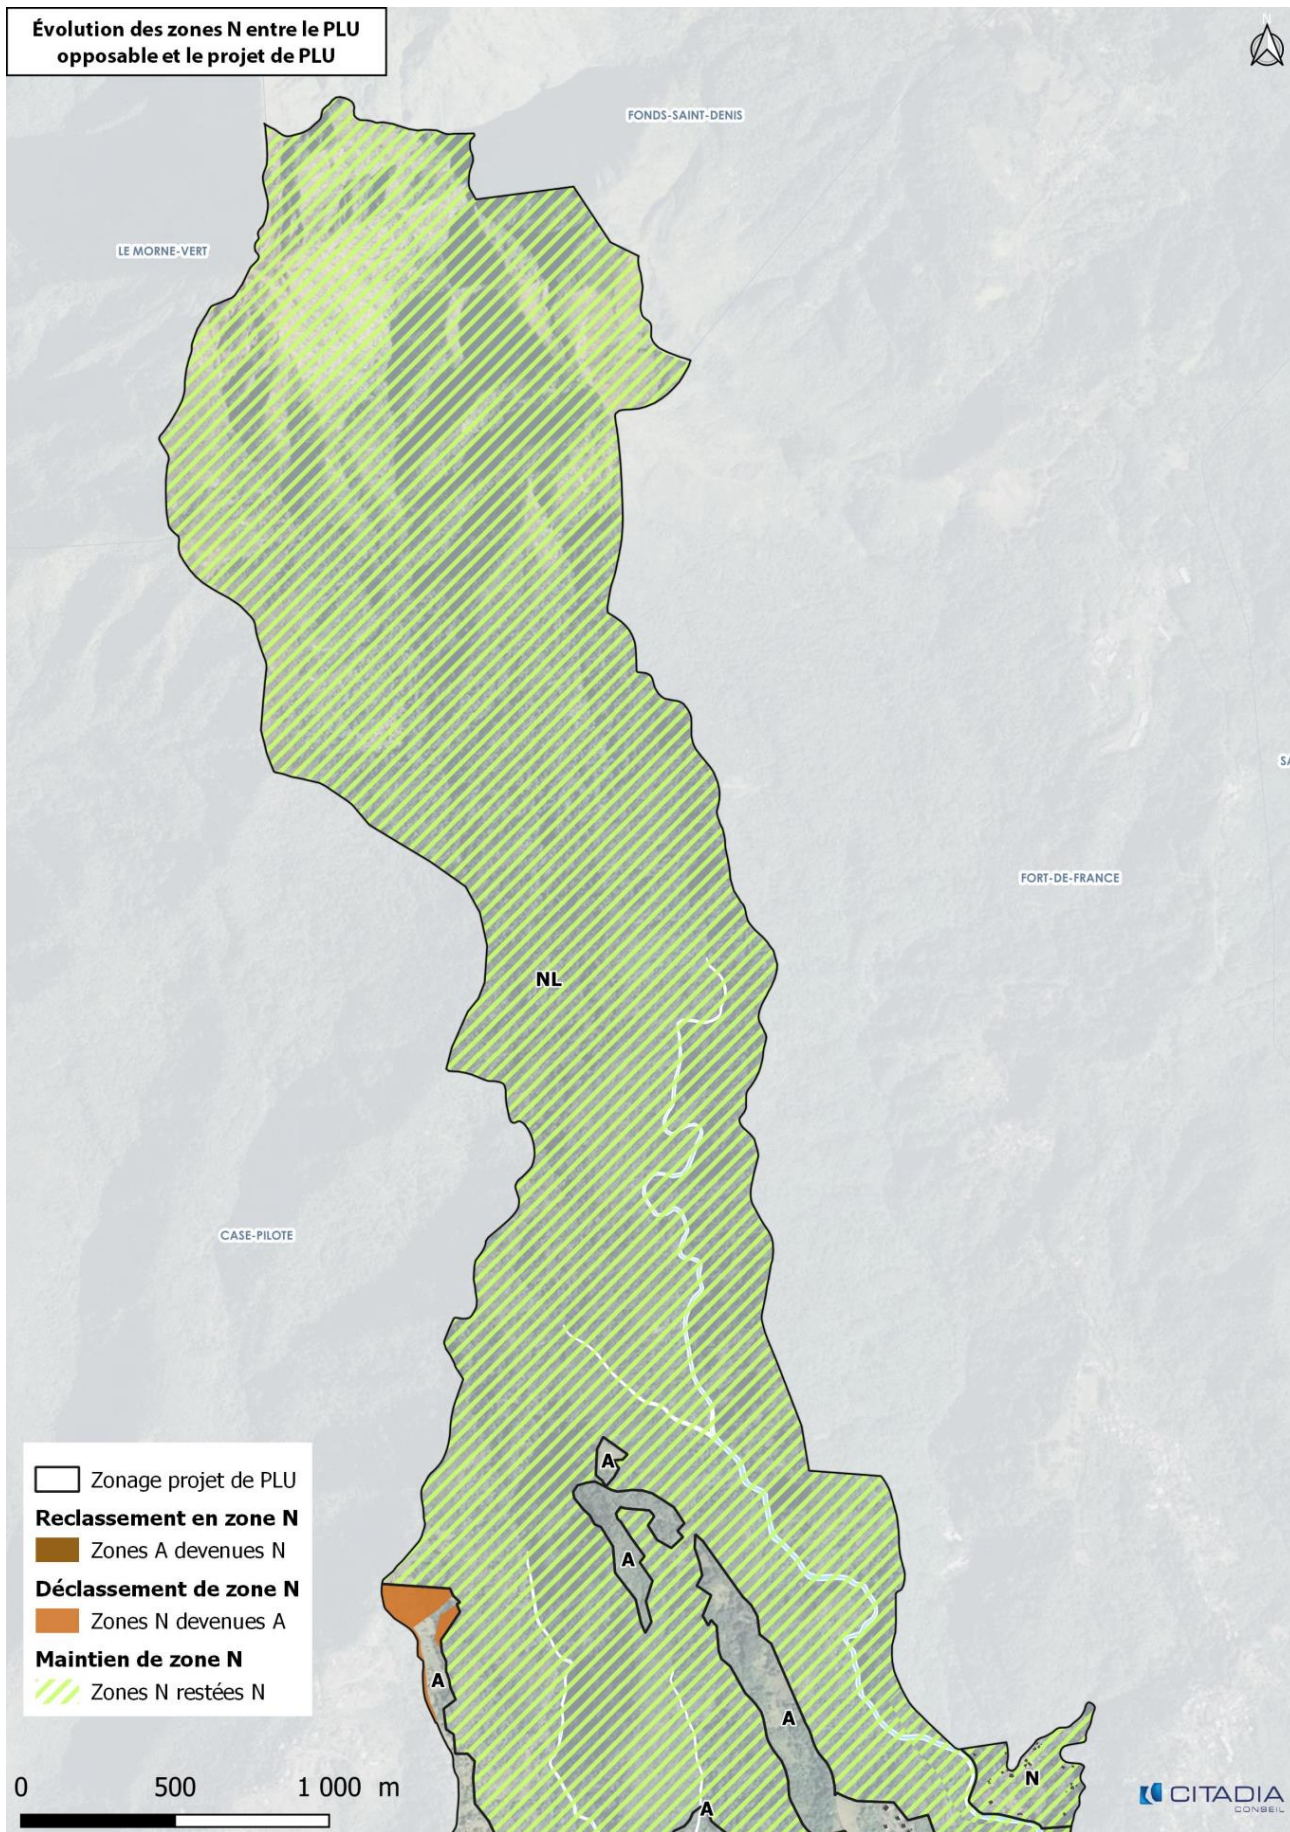 Évolution des zones N entre le PLU
opposable et le projet de PLU
N
FONDS-SAINT-DENIS
LE MORNE-VERT
SA
FORT-DE-FRANCE
NL
CASE-PILOTE
A
A
A
A
A
N
Zonage projet de PLU
Reclassement en zone N
Zones A devenues N
Déclassement de zone N
Zones N devenues A
Maintien de zone N
Zones N restées N
0 500 1 000 m
CITADIA
CONSEIL